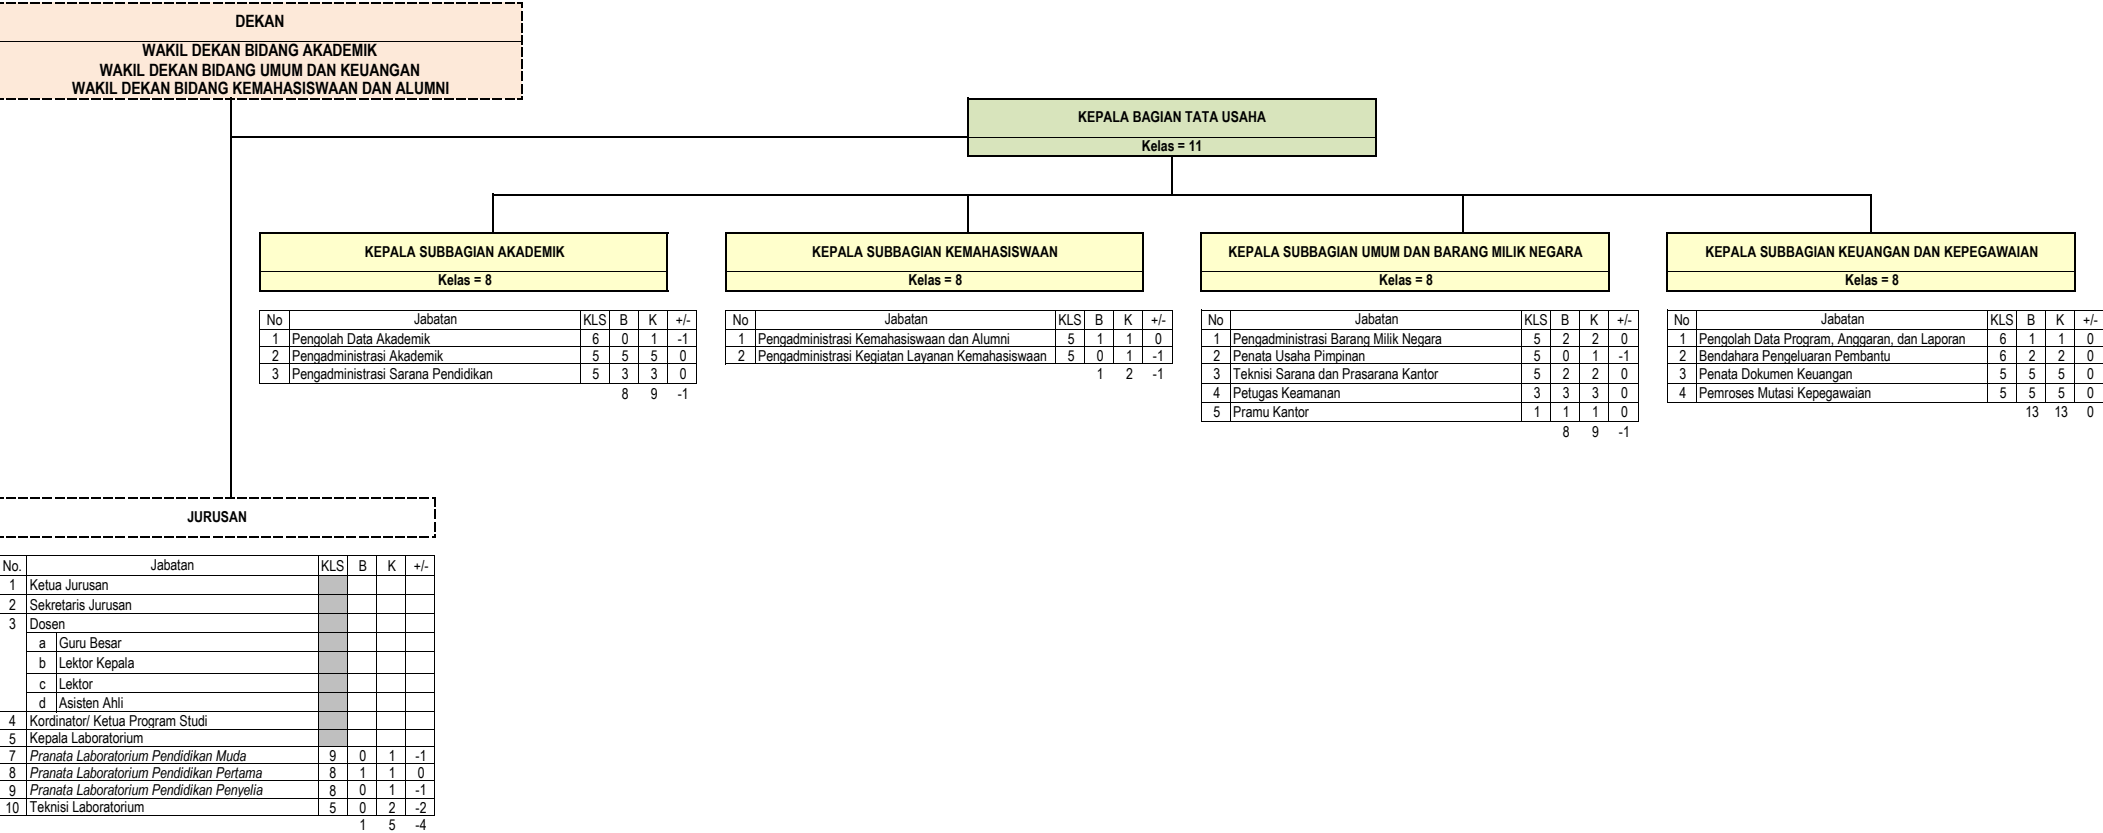 DEKAN
WAKIL DEKAN BIDANG AKADEMIK
WAKIL DEKAN BIDANG UMUM DAN KEUANGAN
WAKIL DEKAN BIDANG KEMAHASISWAAN DAN ALUMNI
KEPALA BAGIAN TATA USAHA
Kelas = 11
KEPALA SUBBAGIAN AKADEMIK
Kelas = 8
No Jabatan KLS B K +/-
1 Pengolah Data Akademik 6 0 1 -1
2 Pengadministrasi Akademik 5 5 5 0
3 Pengadministrasi Sarana Pendidikan 5 3 3 0
8 9 -1
KEPALA SUBBAGIAN KEMAHASISWAAN
Kelas = 8
No Jabatan KLS B K +/-
1 Pengadministrasi Kemahasiswaan dan Alumni 5 1 1 0
2 Pengadministrasi Kegiatan Layanan Kemahasiswaan 5 0 1 -1
1 2 -1
KEPALA SUBBAGIAN UMUM DAN BARANG MILIK NEGARA
Kelas = 8
No Jabatan KLS B K +/-
1 Pengadministrasi Barang Milik Negara 5 2 2 0
2 Penata Usaha Pimpinan 5 0 1 -1
3 Teknisi Sarana dan Prasarana Kantor 5 2 2 0
4 Petugas Keamanan 3 3 3 0
5 Pramu Kantor 1 1 1 0
8 9 -1
KEPALA SUBBAGIAN KEUANGAN DAN KEPEGAWAIAN
Kelas = 8
No Jabatan KLS B K +/-
1 Pengolah Data Program, Anggaran, dan Laporan 6 1 1 0
2 Bendahara Pengeluaran Pembantu 6 2 2 0
3 Penata Dokumen Keuangan 5 5 5 0
4 Pemroses Mutasi Kepegawaian 5 5 5 0
13 13 0
JURUSAN
No. Jabatan KLS B K +/-
1 Ketua Jurusan
2 Sekretaris Jurusan
3 Dosen
a Guru Besar
b Lektor Kepala
c Lektor
d Asisten Ahli
4 Kordinator/ Ketua Program Studi
5 Kepala Laboratorium
7 Pranata Laboratorium Pendidikan Muda 9 0 1 -1
8 Pranata Laboratorium Pendidikan Pertama 8 1 1 0
9 Pranata Laboratorium Pendidikan Penyelia 8 0 1 -1
10 Teknisi Laboratorium 5 0 2 -2
1 5 -4